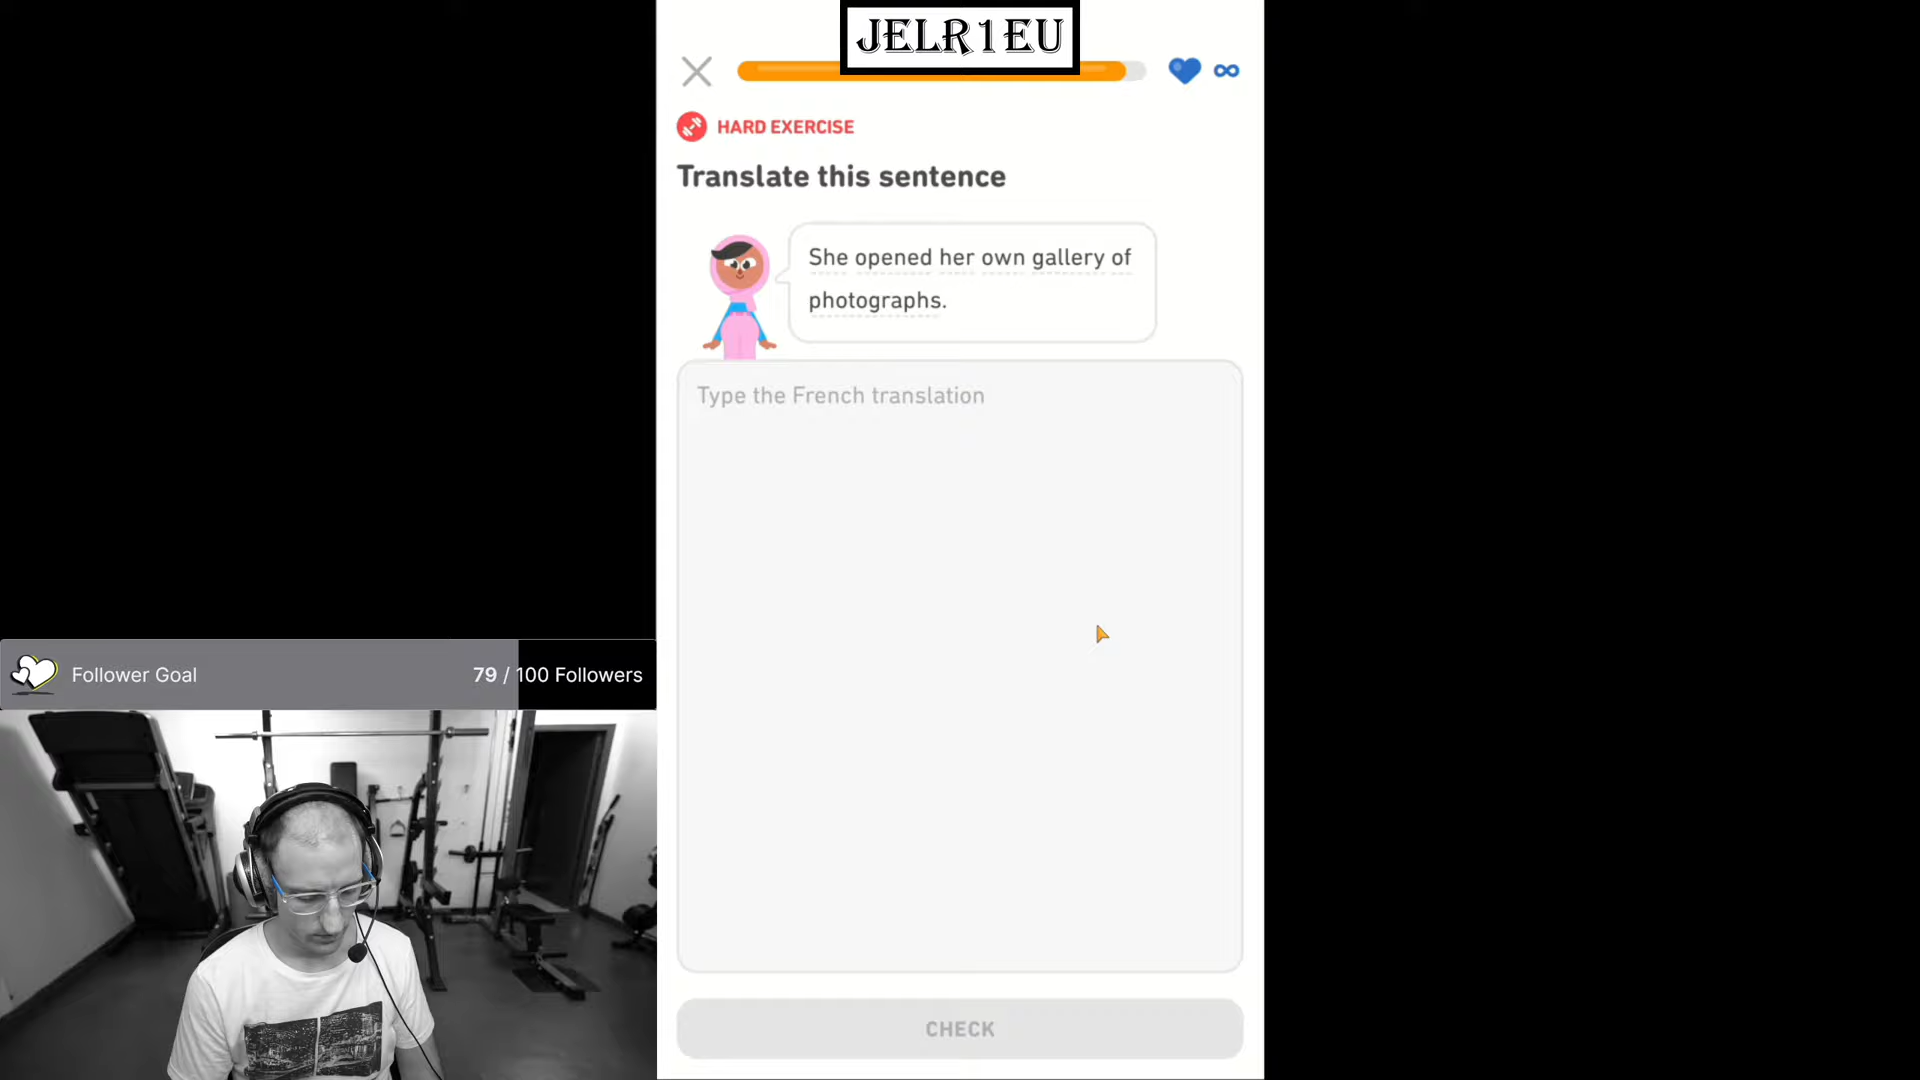 JELR1EU
HARD EXERCISE
Translate this sentence
She opened her own gallery of
photographs.
Type the French translation
Follower Goal
79 / 100 Followers
CHECK